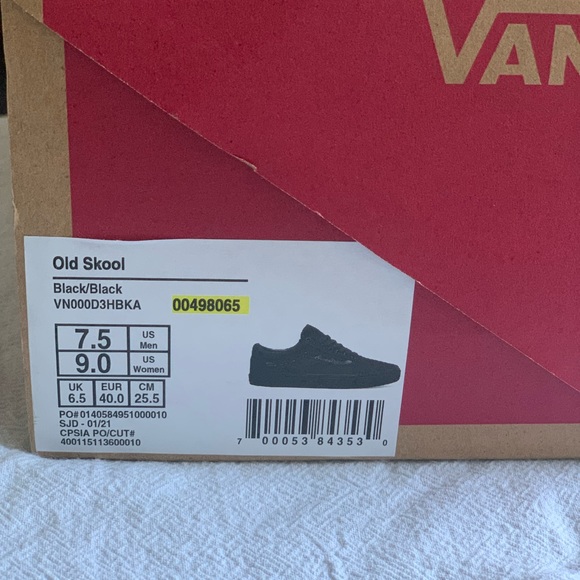 VAN
Old Skool
Black/Black
VN000D3HBKA 00498065
7.5 US Men
9.0 US Women
UK EUR CM
6.5 40.0 25.5
PO# 0140584951000010
SJD - 01/21
CPSIA PO/CUT#
400115113600010
7 00053 84353 0